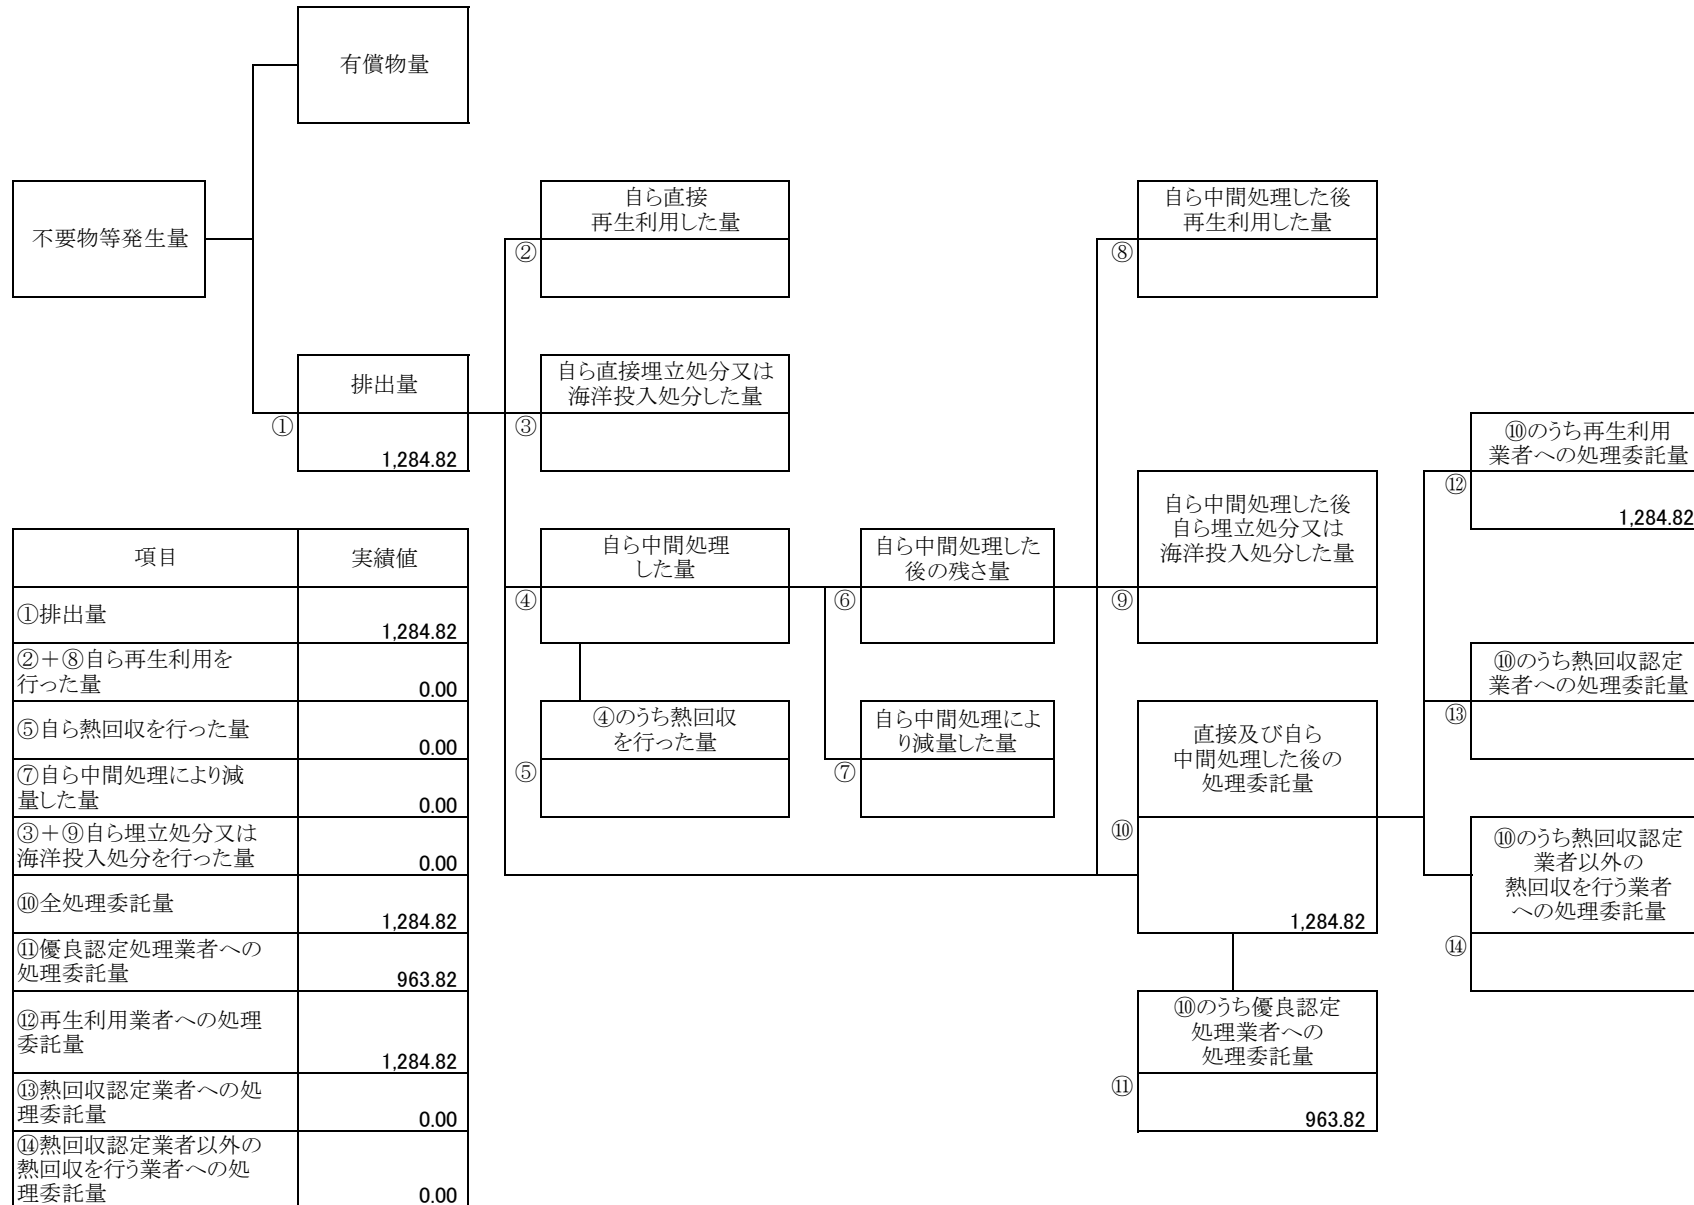 有償物量
不要物等発生量
自ら直接
再生利用した量
②
自ら中間処理した後
再生利用した量
⑧
排出量
①
1,284.82
自ら直接埋立処分又は
海洋投入処分した量
③
⑩のうち再生利用
業者への処理委託量
⑫
1,284.82
自ら中間処理
した量
④
自ら中間処理した
後の残さ量
⑥
自ら中間処理した後
自ら埋立処分又は
海洋投入処分した量
⑨
⑩のうち熱回収認定
業者への処理委託量
⑬
④のうち熱回収
を行った量
⑤
自ら中間処理によ
り減量した量
⑦
直接及び自ら
中間処理した後の
処理委託量
⑩
1,284.82
⑩のうち熱回収認定
業者以外の
熱回収を行う業者
への処理委託量
⑭
⑩のうち優良認定
処理業者への
処理委託量
⑪
963.82
項目
実績値
①排出量
1,284.82
②+⑧自ら再生利用を
行った量
0.00
⑤自ら熱回収を行った量
0.00
⑦自ら中間処理により減
量した量
0.00
③+⑨自ら埋立処分又は
海洋投入処分を行った量
0.00
⑩全処理委託量
1,284.82
⑪優良認定処理業者への
処理委託量
963.82
⑫再生利用業者への処理
委託量
1,284.82
⑬熱回収認定業者への処
理委託量
0.00
⑭熱回収認定業者以外の
熱回収を行う業者への処
理委託量
0.00